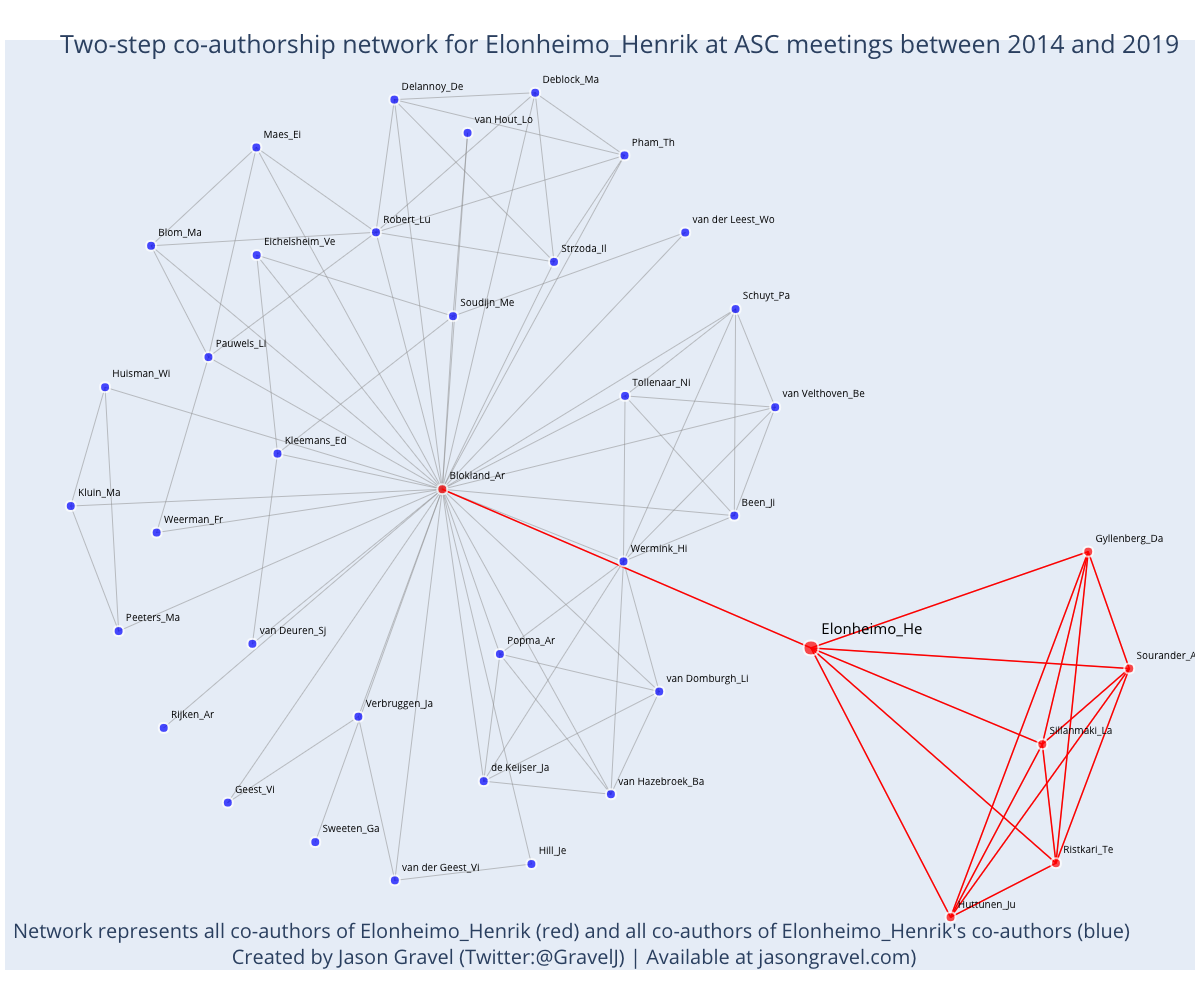 Two-step co-authorship network for Elonheimo_Henrik at ASC meetings between 2014 and 2019
Deblock_Ma
Delannoy_De
van Hout_Lo
Maes_Ei
Pham_Th
Robert_Lu
van der Leest_Wo
Blom_Ma
Eichelsheim_Ve
Strzoda_Il
Schuyt_Pa
Soudijn_Me
Pauwels_Li
Huisman_Wi
Tollenaar_Ni
van Velthoven_Be
Kleemans_Ed
Blokland_Ar
Kluin_Ma
Been_Ji
Weerman_Fr
Gyllenberg_Da
Wermink_Hi
Peeters_Ma
van Deuren_Sj
Elonheimo_He
Popma_Ar
Sourander_A
van Domburgh_Li
Verbruggen_Ja
Rijken_Ar
Sillanmaki_La
de Keijser_Ja
van Hazebroek_Ba
Geest_Vi
Sweeten_Ga
Hill_Je
Ristkari_Te
van der Geest_Vi
Huttunen_Ju
Network represents all co-authors of Elonheimo_Henrik (red) and all co-authors of Elonheimo_Henrik's co-authors (blue)
Created by Jason Gravel (Twitter:@GravelJ) | Available at jasongravel.com)